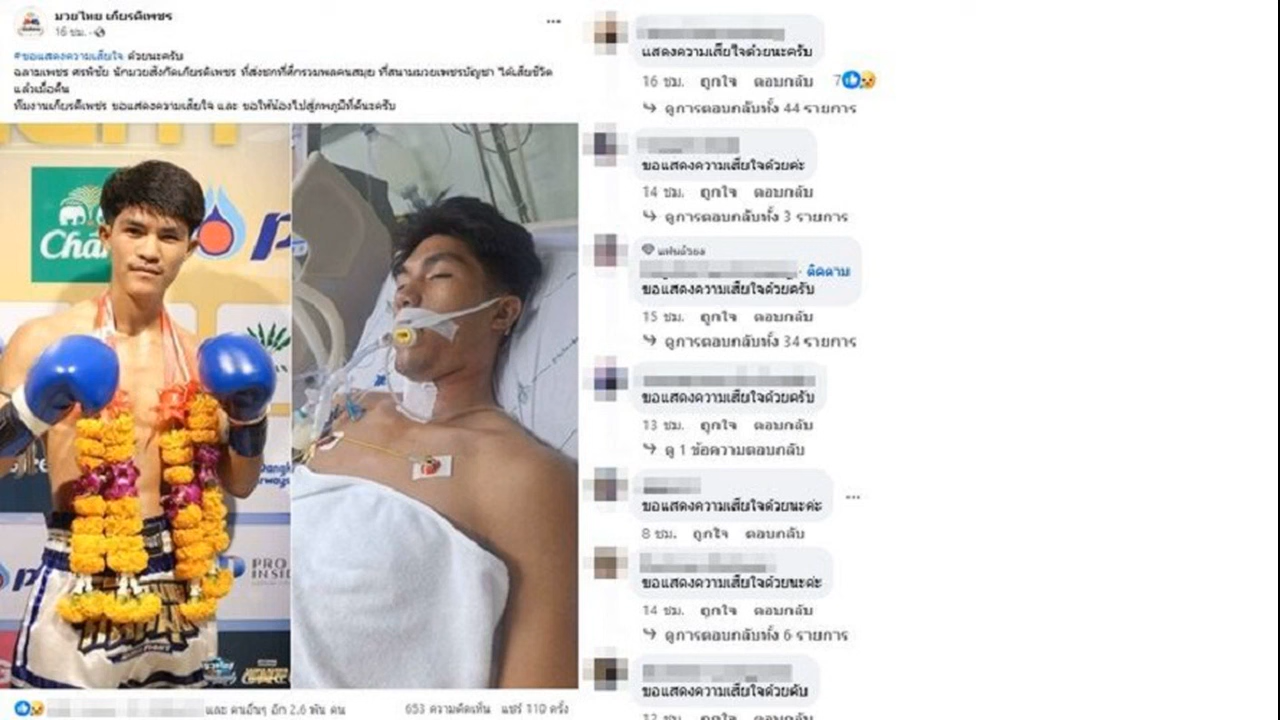 มวยไทย เกียรติเพชร
16 ชม.
#ขอแสดงความเสียใจ ด้วยนะครับ
ฉลามเพชร ศรพิชัย นักมวยสังกัดเกียรติเพชร ที่ส่งชกที่ศึกรวมพลคนสมุย ที่สนามมวยเพชรบัญชา ได้เสียชีวิต
แล้วเมื่อคืน
ทีมงานเกียรติเพชร ขอแสดงความเสียใจ และ ขอให้น้องไปสู่ภพภูมิที่ดีนะครับ
Chang
PRO
INSI
และ คนอื่นๆ อีก 2.6 พัน คน
653 ความคิดเห็น แชร์ 110 ครั้ง
แสดงความเสียใจด้วยนะครับ
16 ชม. ถูกใจ ตอบกลับ 7
ดูการตอบกลับทั้ง 44 รายการ
ขอแสดงความเสียใจด้วยค่ะ
14 ชม. ถูกใจ ตอบกลับ
ดูการตอบกลับทั้ง 3 รายการ
แฟนตัวยง
ติดตาม
ขอแสดงความเสียใจด้วยครับ
15 ชม. ถูกใจ ตอบกลับ
ดูการตอบกลับทั้ง 34 รายการ
ขอแสดงความเสียใจด้วยครับ
13 ชม. ถูกใจ ตอบกลับ
ดู 1 ข้อความตอบกลับ
ขอแสดงความเสียใจด้วยนะค่ะ
8 ชม. ถูกใจ ตอบกลับ
ขอแสดงความเสียใจด้วยนะค่ะ
14 ชม. ถูกใจ ตอบกลับ
ดูการตอบกลับทั้ง 6 รายการ
ขอแสดงความเสียใจด้วยคับ
12 ชม. ถูกใจ ตอบกลับ